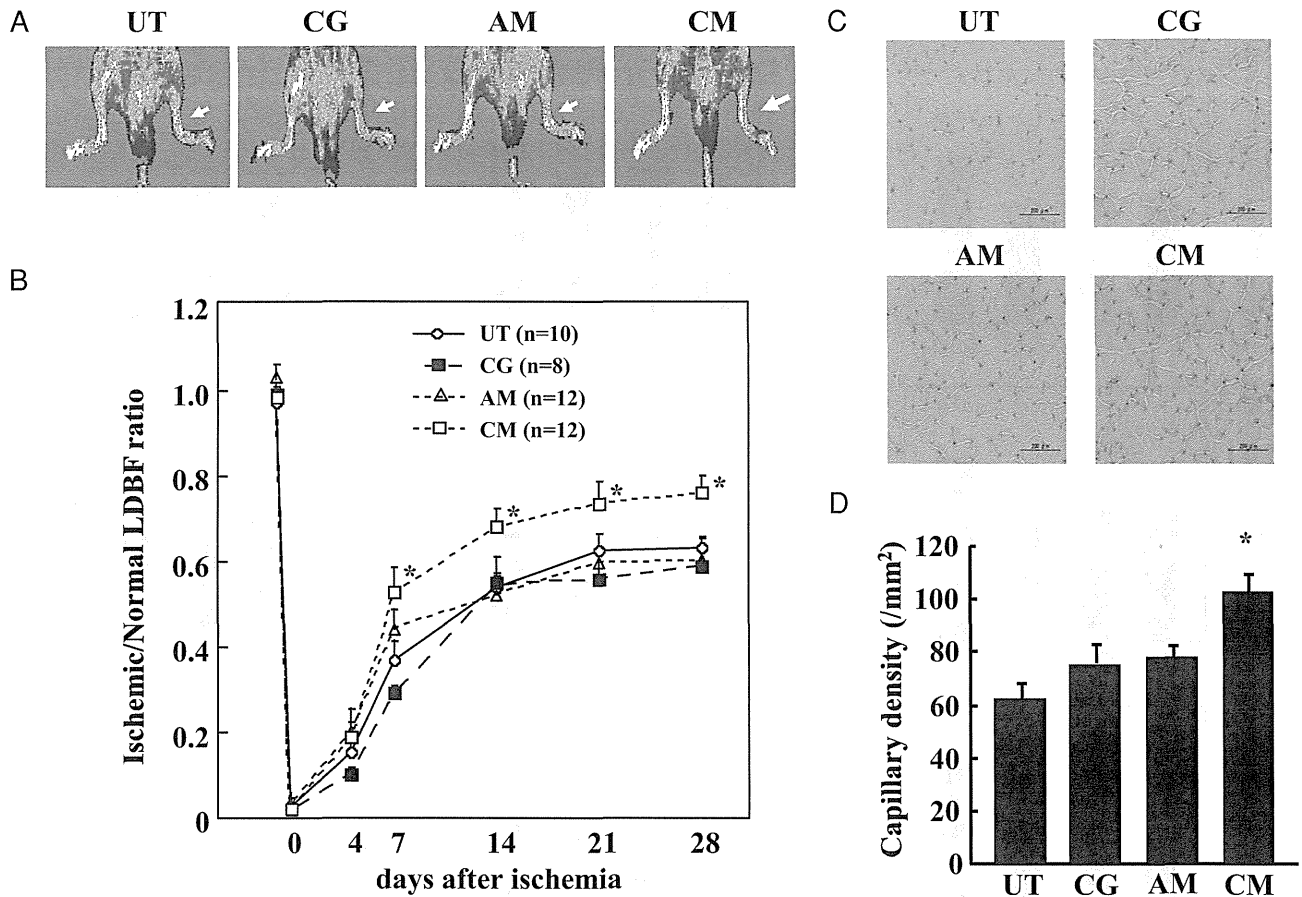 A
UT
CG
AM
CM
B
1.2
1.0
0.8
0.6
0.4
0.2
0
Ischemic/Normal LDBF ratio
UT (n=10)
CG (n=8)
AM (n=12)
CM (n=12)
*
*
*
*
0 4 7 14 21 28
days after ischemia
C
UT
CG
AM
CM
D
Capillary density (/mm²)
120
100
80
60
40
20
0
*
UT CG AM CM